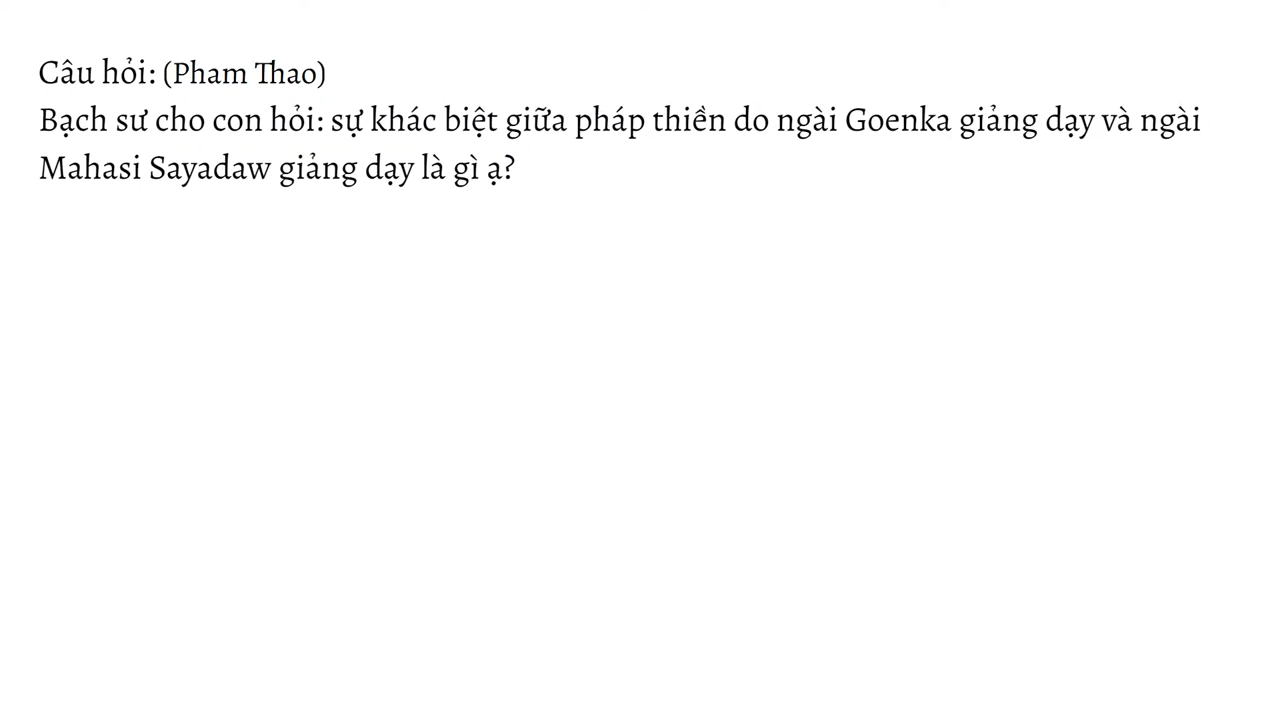 Câu hỏi: (Pham Thao)
Bạch sư cho con hỏi: sự khác biệt giữa pháp thiền do ngài Goenka giảng dạy và ngài
Mahasi Sayadaw giảng dạy là gì ạ?